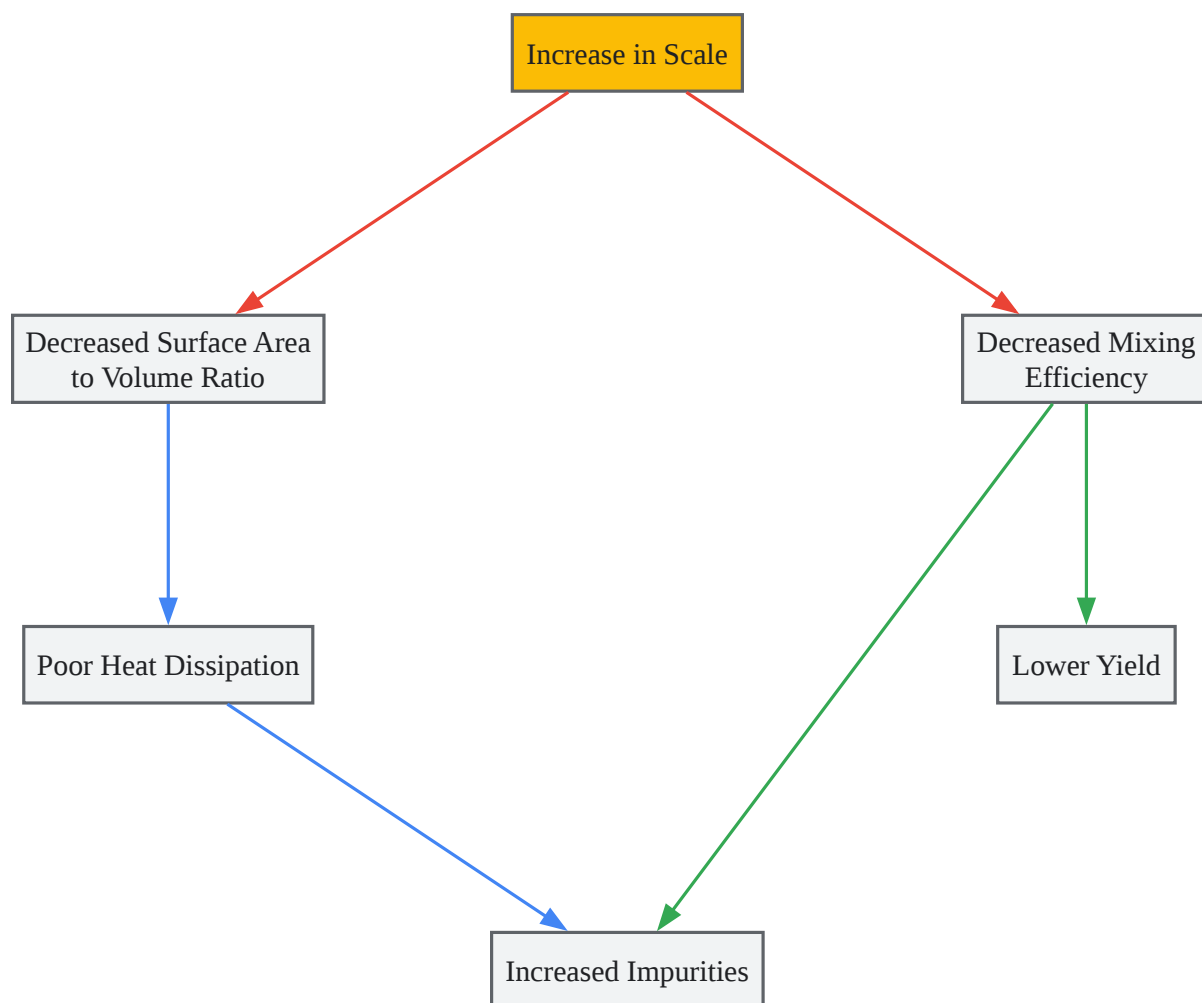 Increase in Scale
Decreased Surface Area
to Volume Ratio
Decreased Mixing
Efficiency
Poor Heat Dissipation
Lower Yield
Increased Impurities